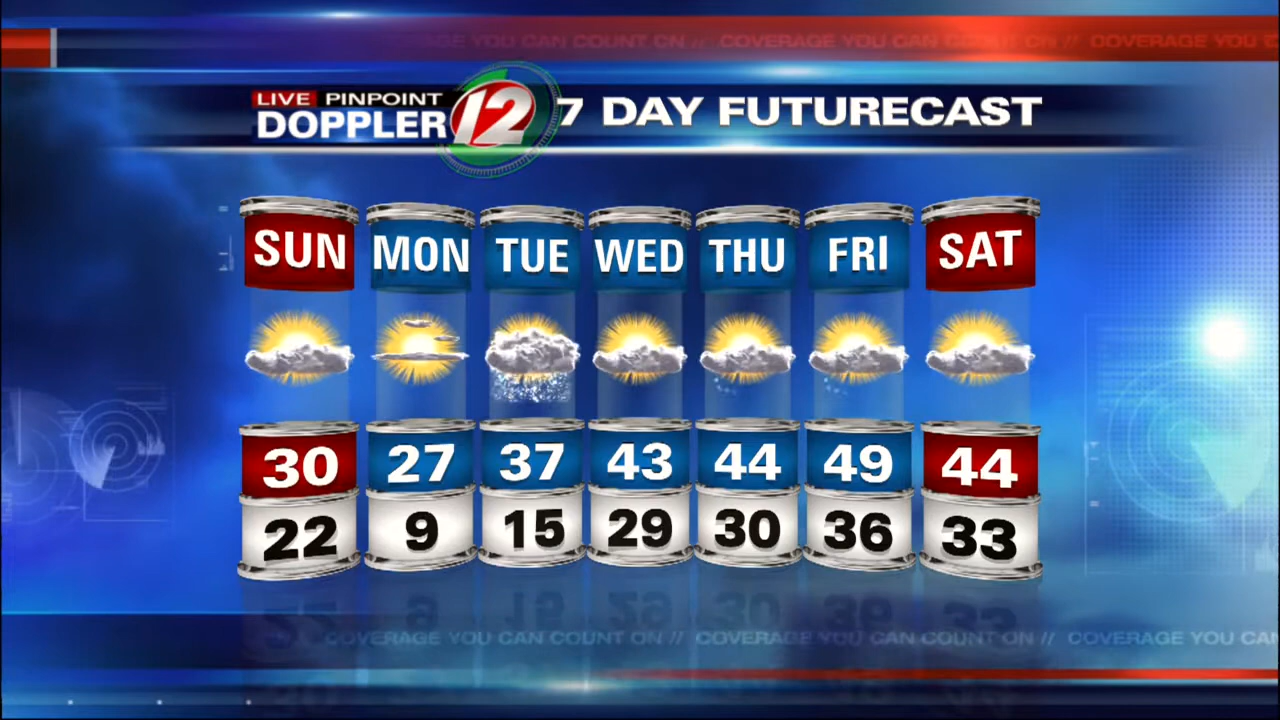 COVERAGE YOU CAN COUNT ON // COVERAGE YOU CAN COUNT ON // COVERAGE YOU
LIVE PINPOINT
DOPPLER 12 7 DAY FUTURECAST
SUN MON TUE WED THU FRI SAT
30 27 37 43 44 49 44
22 9 15 29 30 36 33
COVERAGE YOU CAN COUNT ON // COVERAGE YOU CAN COUNT ON // COVERAGE YOU CAN